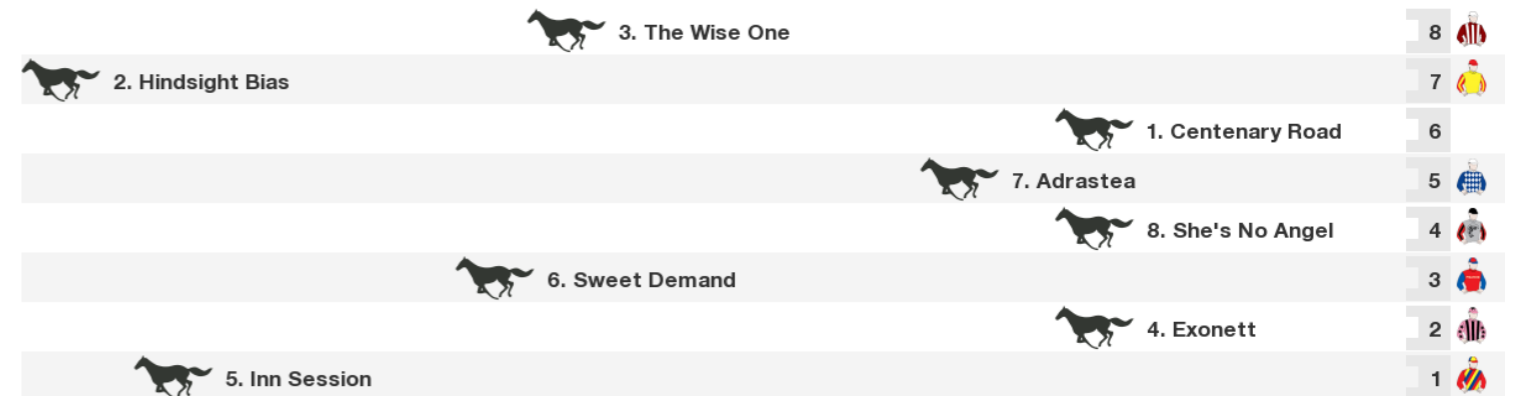 3. The Wise One 8
2. Hindsight Bias 7
1. Centenary Road 6
7. Adrastea 5
8. She's No Angel 4
6. Sweet Demand 3
4. Exonett 2
5. Inn Session 1